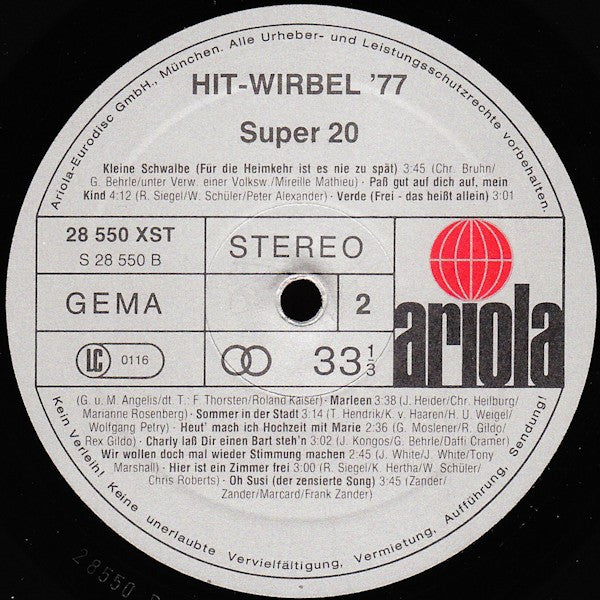 Ariola-Eurodisc GmbH., München. Alle Urheber- und Leistungsschutzrechte vorbehalten.
HIT-WIRBEL '77
Super 20
Kleine Schwalbe (Für die Heimkehr ist es nie zu spät) 3:45 (Chr. Bruhn/
G. Behrle/unter Verw. einer Volksw./Mireille Mathieu) · Paß gut auf dich auf, mein
Kind 4:12 (R. Siegel/W. Schüler/Peter Alexander) · Verde (Frei - das heißt allein) 3:01
28 550 XST
S 28 550 B
STEREO
GEMA
2
ariola
LC 0116
33 1/3
(G. u. M. Angelis/dt. T.: F. Thorsten/Roland Kaiser) · Marleen 3:38 (J. Heider/Chr. Heilburg/
Marianne Rosenberg) · Sommer in der Stadt 3:14 (T. Hendrik/K. v. Haaren/H. U. Weigel/
Wolfgang Petry) · Heut' mach ich Hochzeit mit Marie 2:36 (G. Moslener/R. Gildo/
Rex Gildo) · Charly laß Dir einen Bart steh'n 3:02 (J. Kongos/G. Behrle/Daffi Cramer)
Wir wollen doch mal wieder Stimmung machen 2:45 (J. White/J. White/Tony
Marshall) · Hier ist ein Zimmer frei 3:00 (R. Siegel/K. Hertha/W. Schüler/
Chris Roberts) · Oh Susi (der zensierte Song) 3:45 (Zander/
Zander/Marcard/Frank Zander)
Kein Verleih! Keine unerlaubte Vervielfältigung, Vermietung, Aufführung, Sendung!
28550